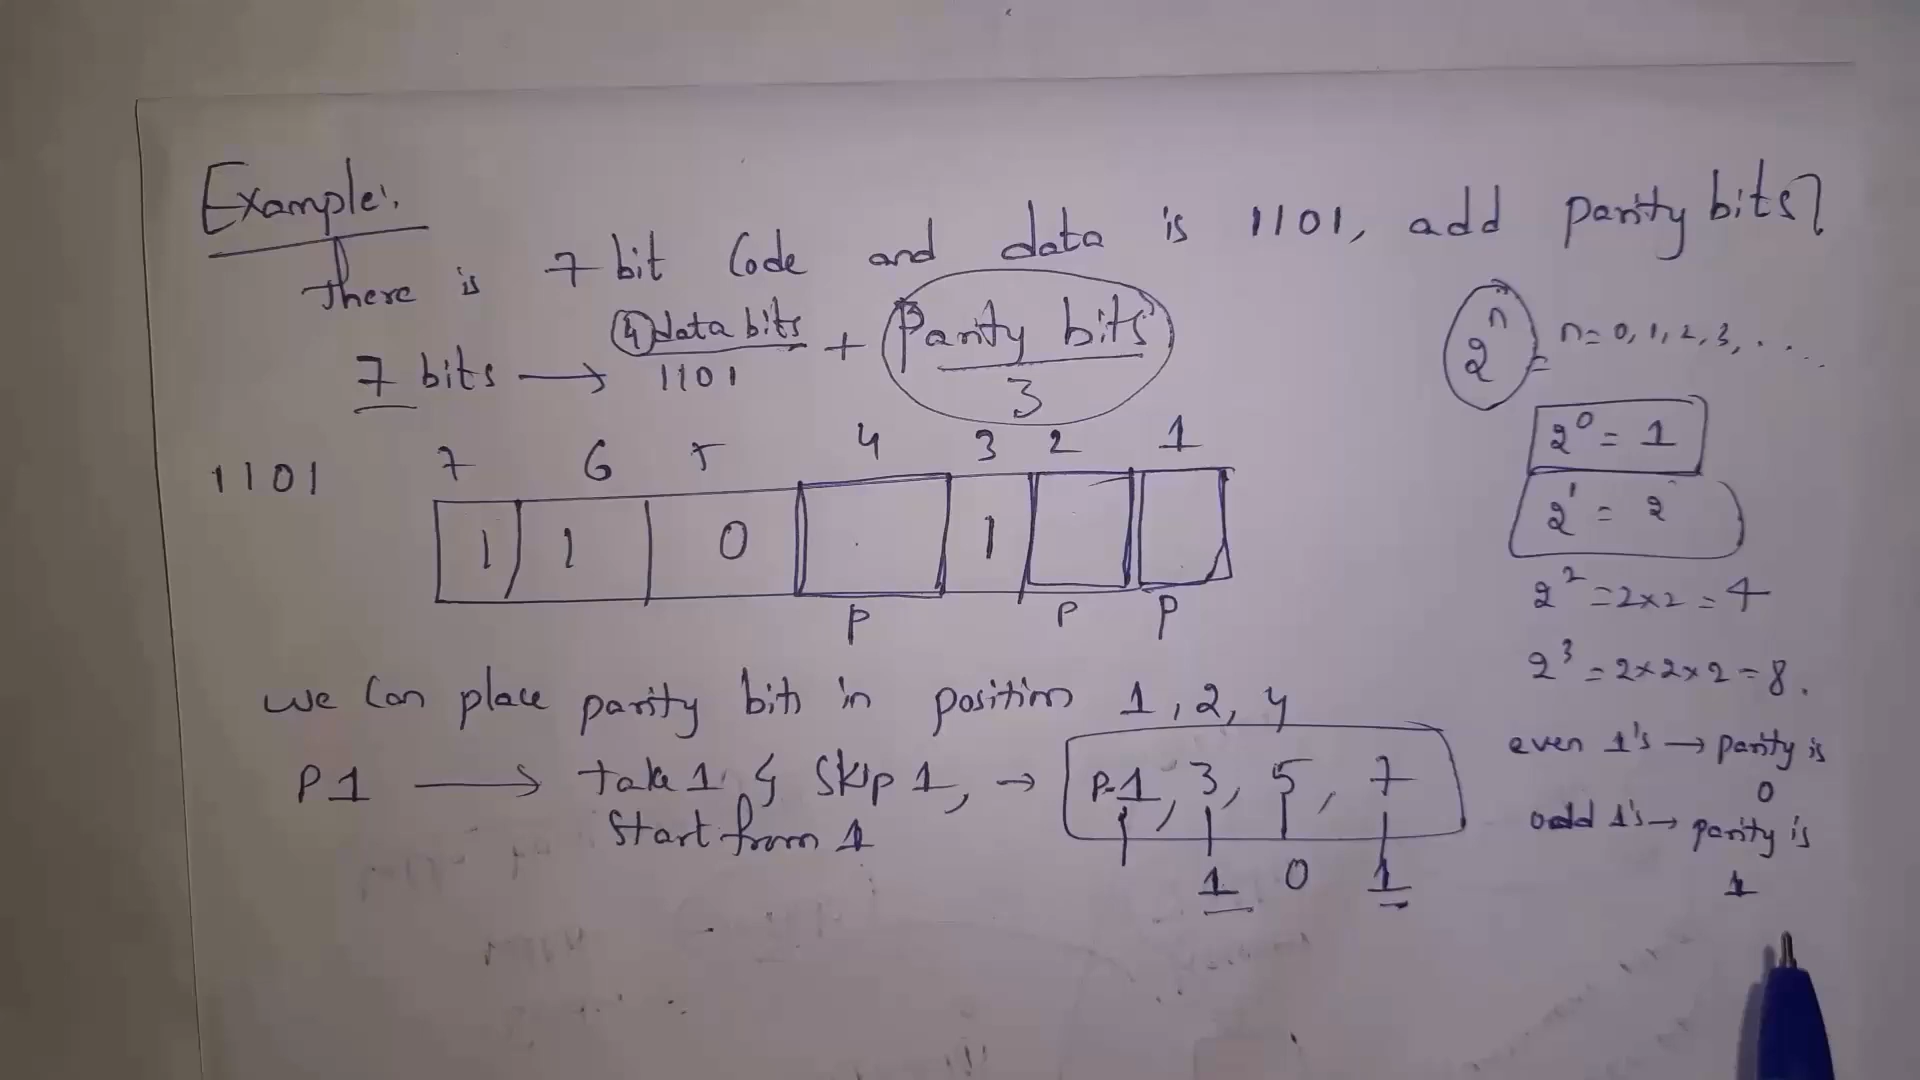 Example:
There is 7 bit Code and data is 1101, add parity bits?
7 bits → 4 data bits + Parity bits
1101 3
2^n = n = 0, 1, 2, 3, . . . .
2^0 = 1
2^1 = 2
2^2 = 2×2 = 4
2^3 = 2×2×2 = 8.
even 1's → parity is
0
odd 1's → parity is
1
1101
7 6 5 4 3 2 1
1 1 0 1
P P P
We can place parity bits in position 1, 2, 4
P1 → take 1 & Skip 1, → P-1, 3, 5, 7
Start from 1
1 0 1